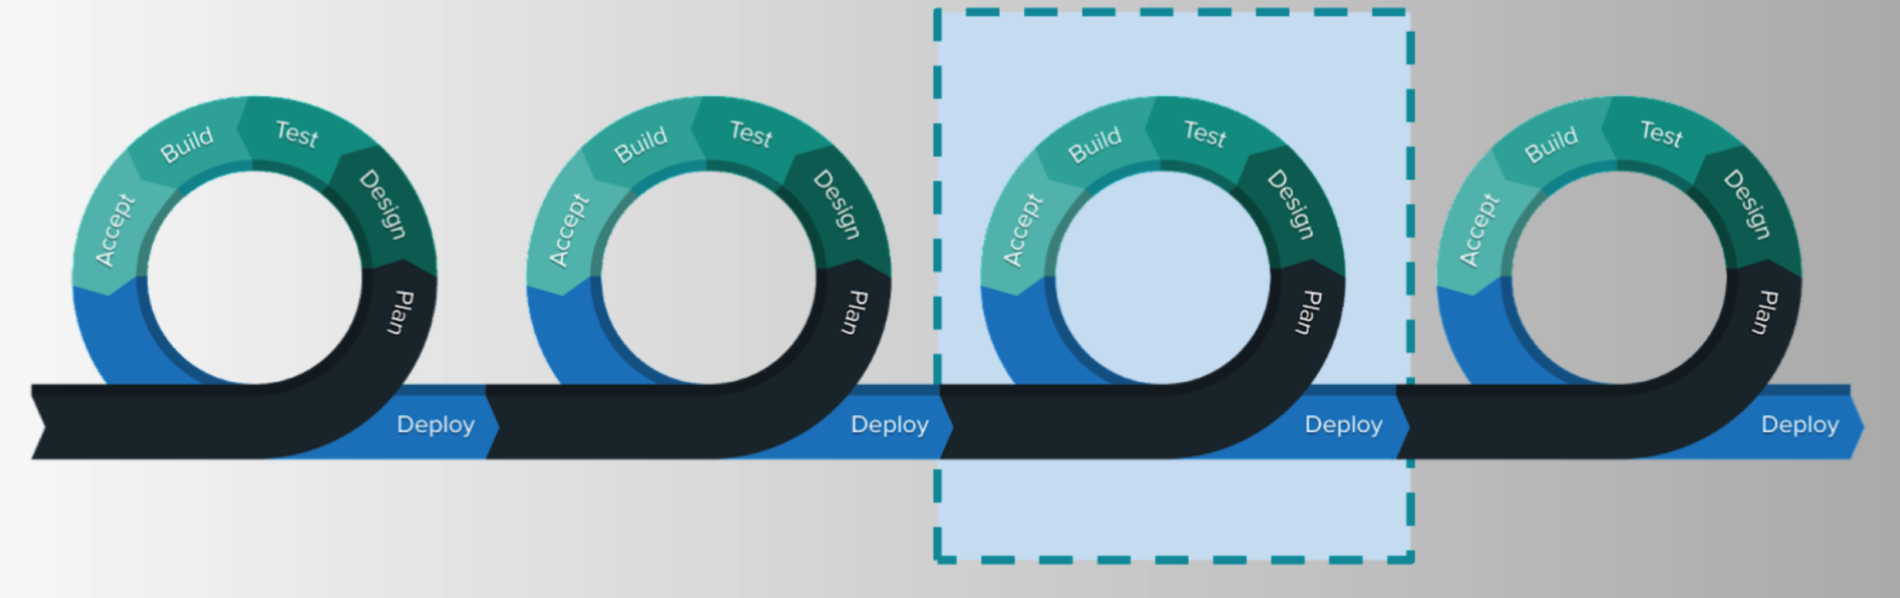 Build
Test
Accept
Design
Plan
Deploy
Build
Test
Accept
Design
Plan
Deploy
Build
Test
Accept
Design
Plan
Deploy
Build
Test
Accept
Design
Plan
Deploy